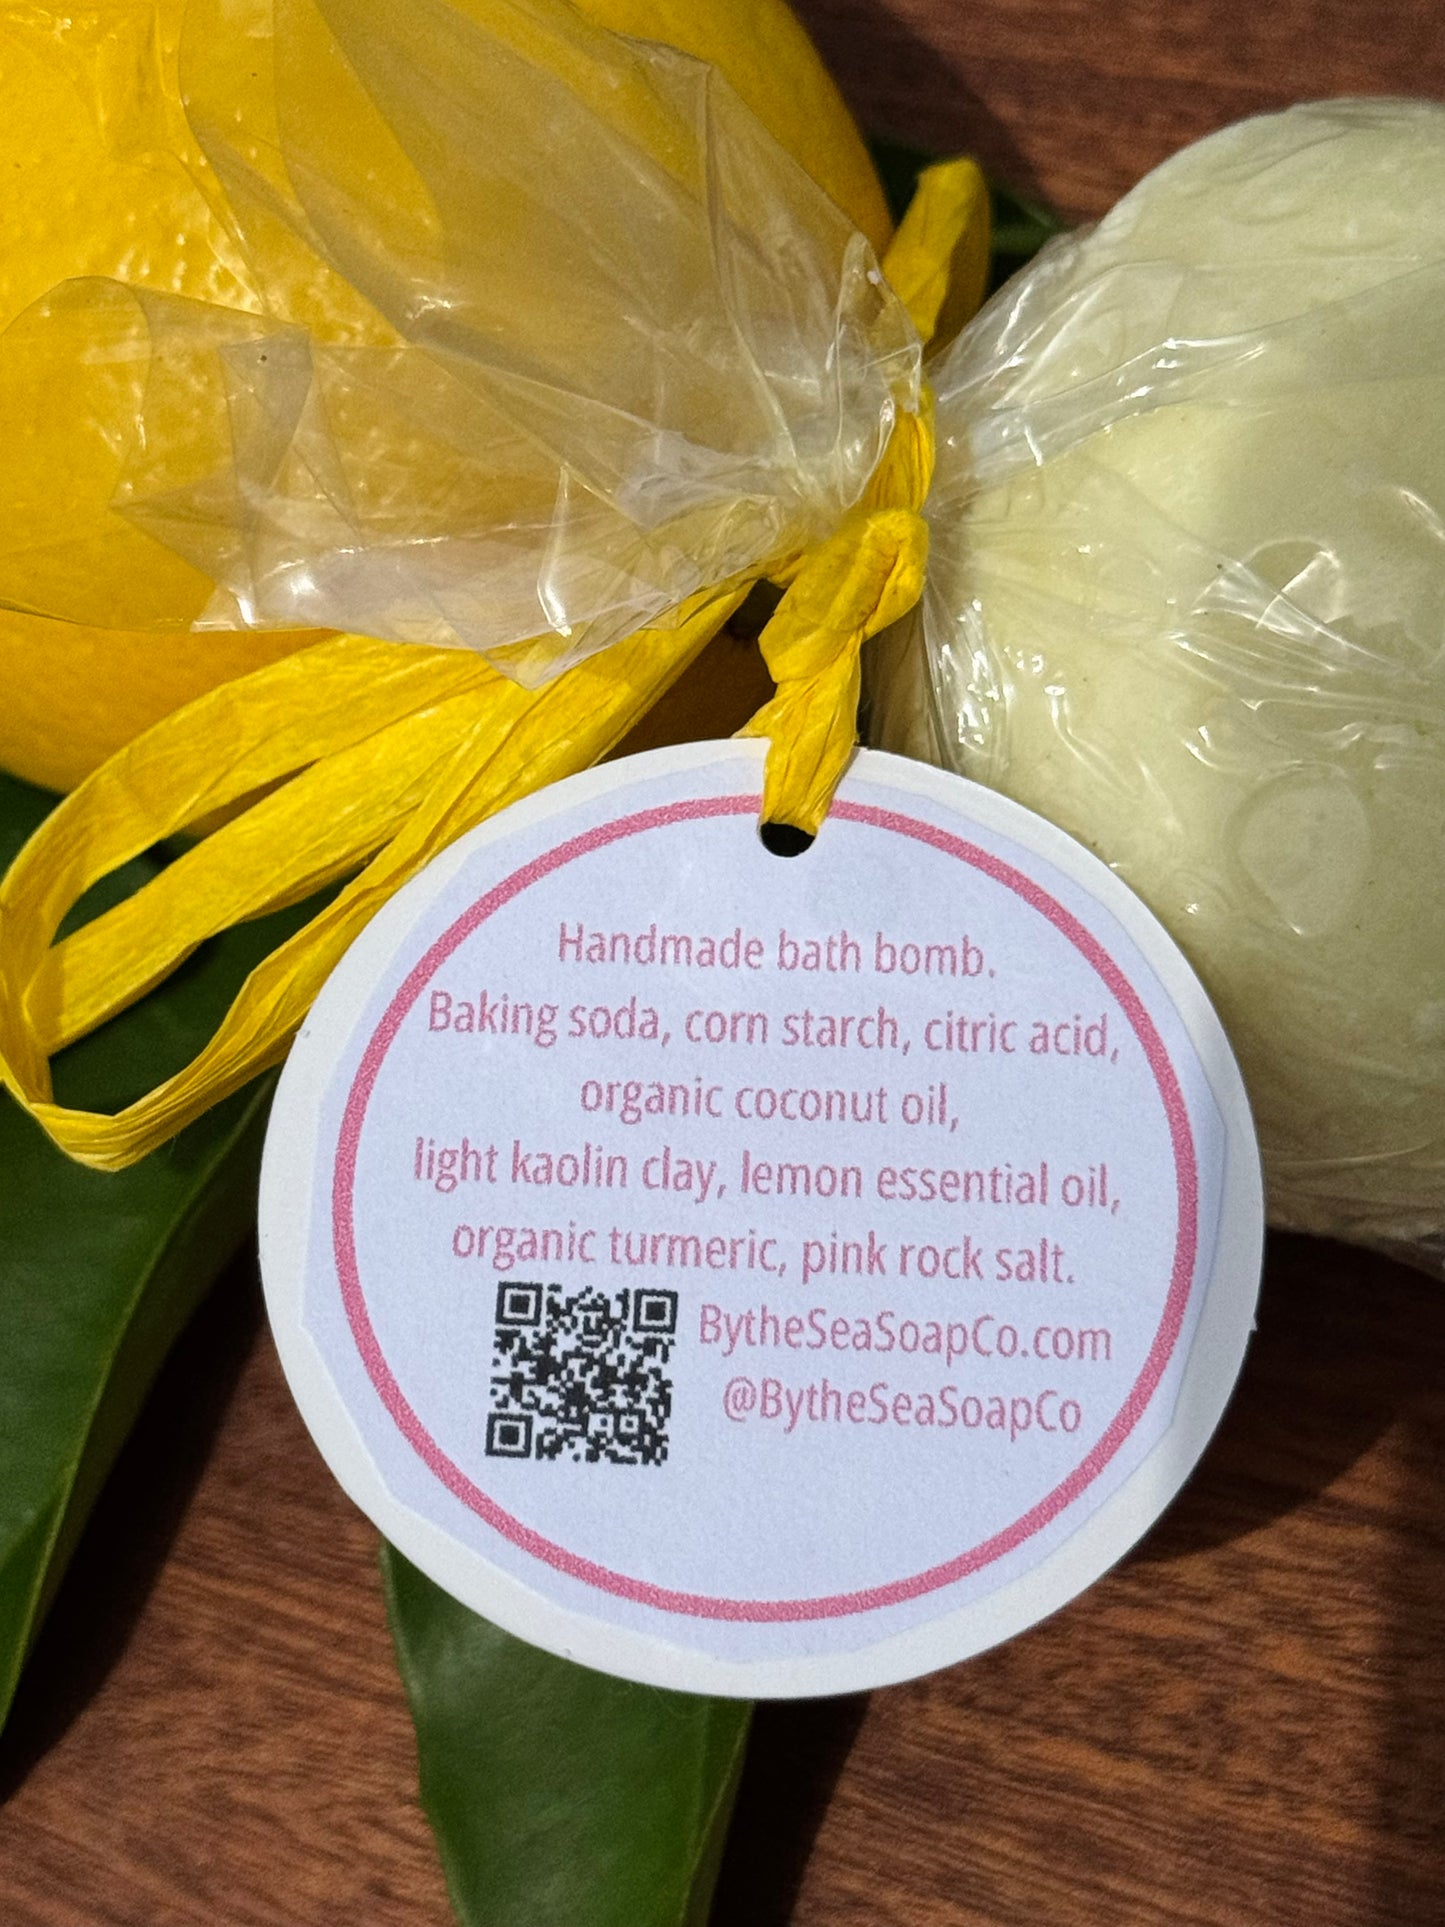 Handmade bath bomb.
Baking soda, corn starch, citric acid,
organic coconut oil,
light kaolin clay, lemon essential oil,
organic turmeric, pink rock salt.
BytheSeaSoapCo.com
@BytheSeaSoapCo